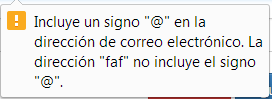 Incluye un signo "@" en la
dirección de correo electrónico. La
dirección "faf" no incluye el signo
"@".